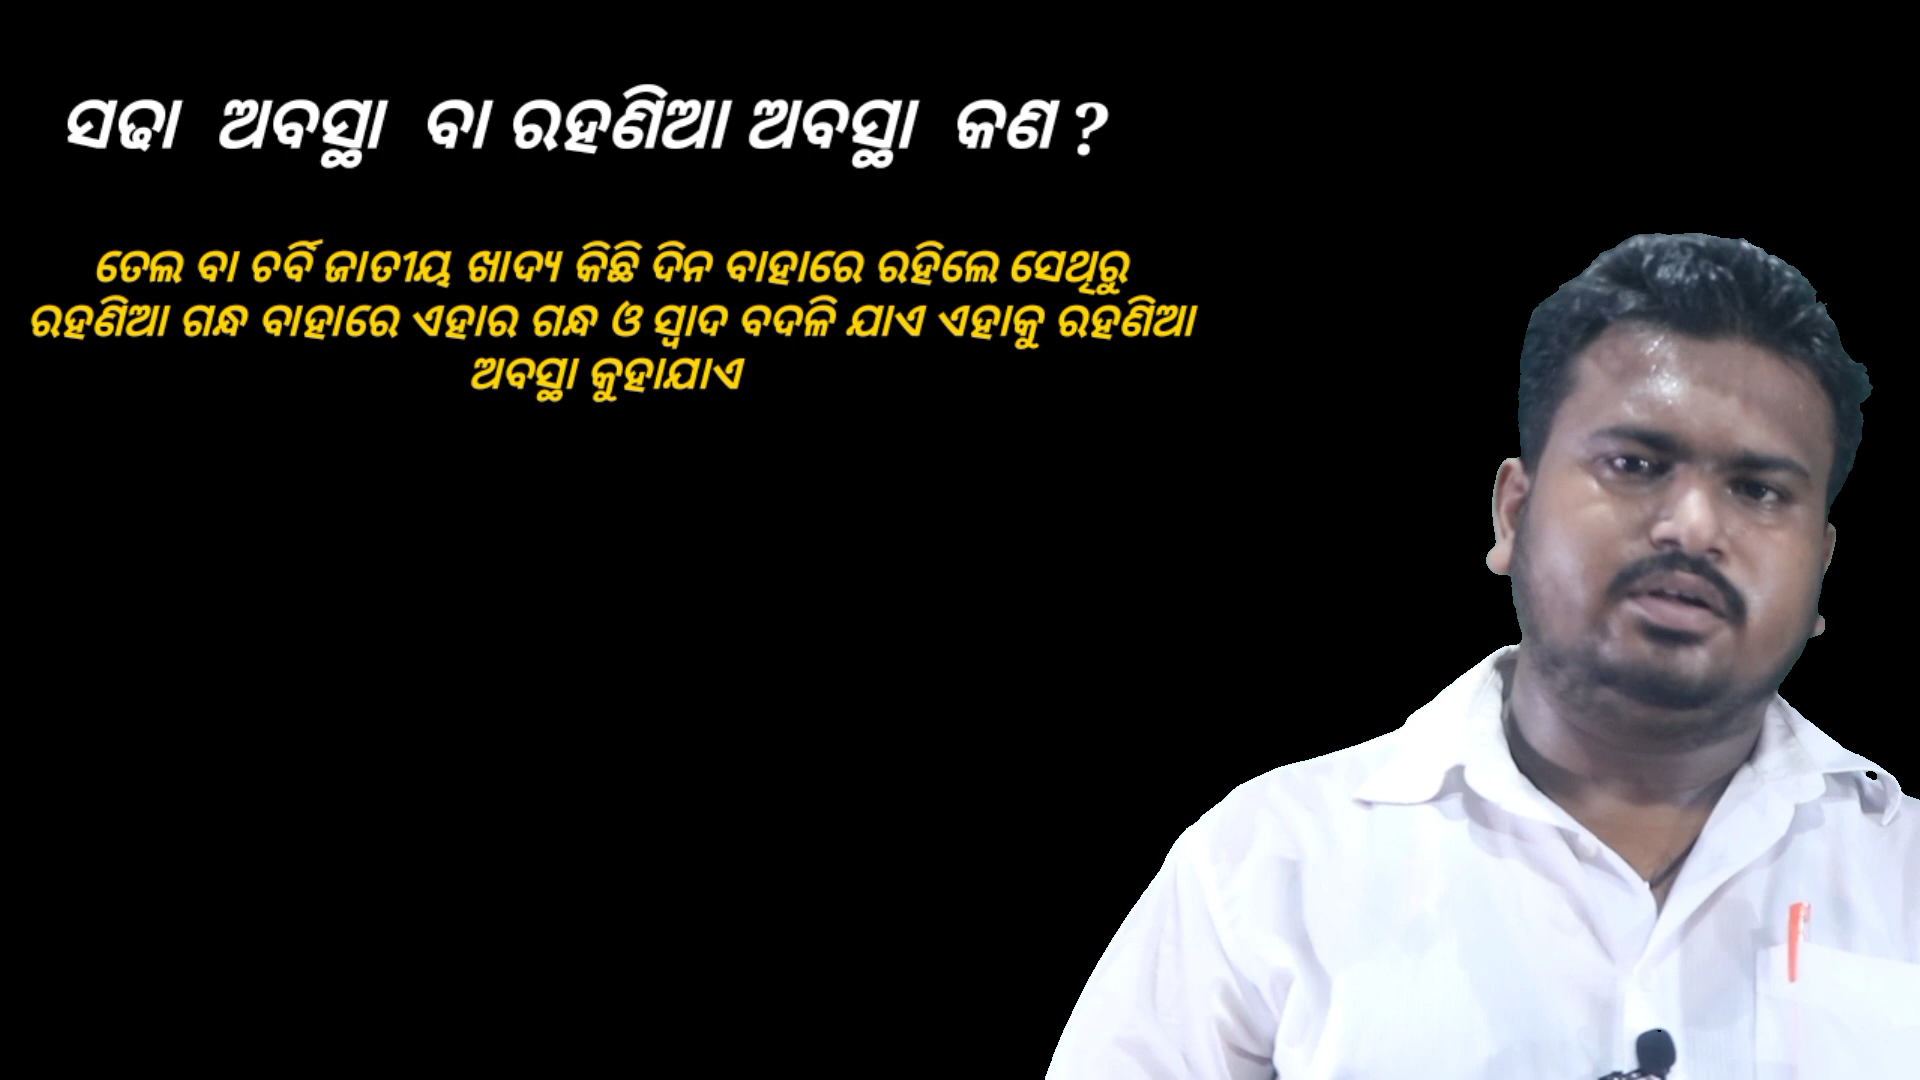 ସଢା ଅବସ୍ଥା ବା ରହଣିଆ ଅବସ୍ଥା କଣ ?
ତେଲ ବା ଚର୍ବି ଜାତୀୟ ଖାଦ୍ୟ କିଛି ଦିନ ବାହାରେ ରହିଲେ ସେଥିରୁ
ରହଣିଆ ଗନ୍ଧ ବାହାରେ ଏହାର ଗନ୍ଧ ଓ ସ୍ୱାଦ ବଦଳି ଯାଏ ଏହାକୁ ରହଣିଆ
ଅବସ୍ଥା କୁହାଯାଏ